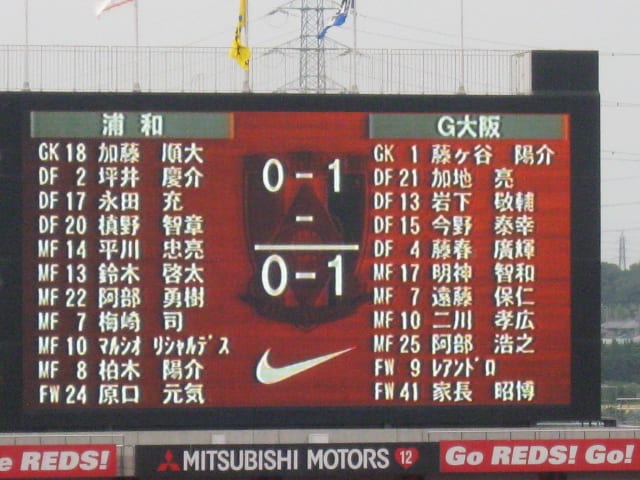 浦和 G大阪
GK 18 加藤 順大 0-1 GK 1 藤ヶ谷 陽介
DF 2 坪井 慶介 DF 21 加地 亮
DF 17 永田 充 - DF 13 岩下 敬輔
DF 20 槙野 智章 DF 15 今野 泰幸
MF 14 平川 忠亮 0-1 DF 4 藤春 廣輝
MF 13 鈴木 啓太 MF 17 明神 智和
MF 22 阿部 勇樹 MF 7 遠藤 保仁
MF 7 梅崎 司 MF 10 二川 孝広
MF 10 マルシオ リシャルデス MF 25 阿部 浩之
MF 8 柏木 陽介 FW 9 レアンドロ
FW 24 原口 元気 FW 41 家長 昭博
e REDS! MITSUBISHI MOTORS 12 Go REDS! Go!